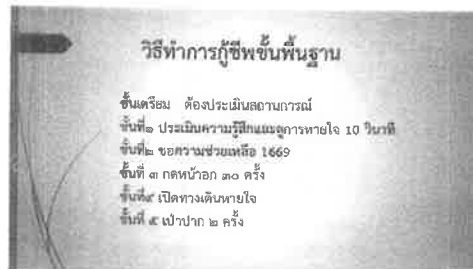 วิธีทำการกู้ชีพขั้นพื้นฐาน
ขั้นเตรียม ต้องประเมินสถานการณ์
ขั้นที่๑ ประเมินความรู้สึกและดูการหายใจ 10 วินาที
ขั้นที่๒ ขอความช่วยเหลือ 1669
ขั้นที่ ๓ กดหน้าอก ๓๐ ครั้ง
ขั้นที่๔ เปิดทางเดินหายใจ
ขั้นที่ ๕ เป่าปาก ๒ ครั้ง